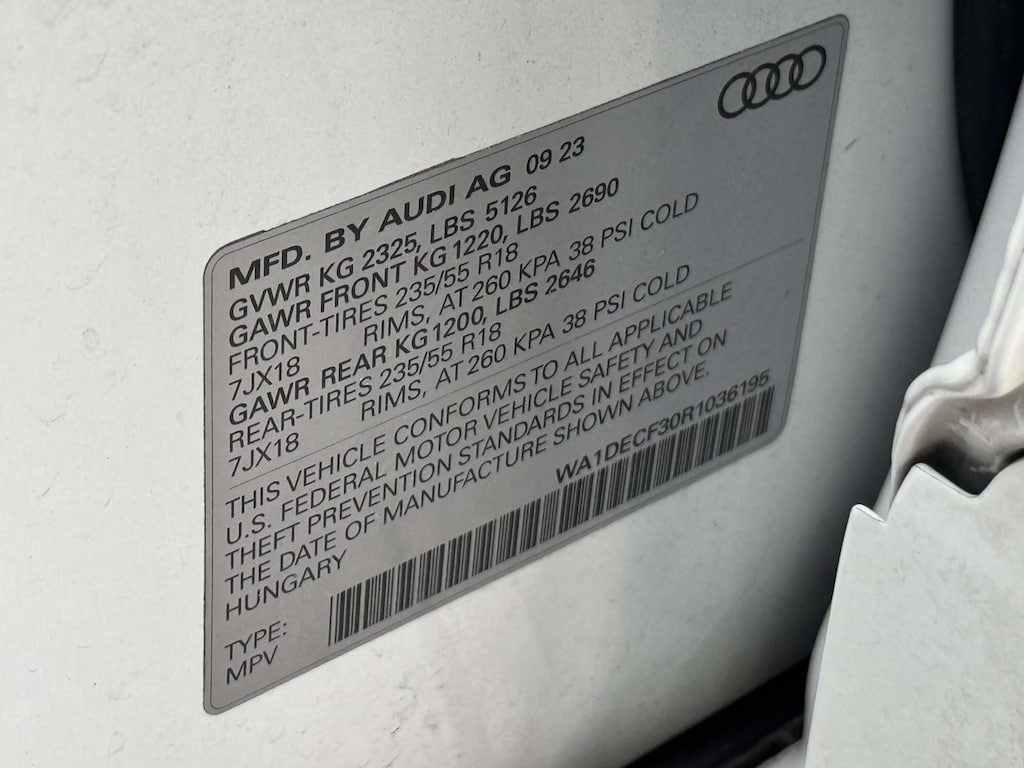 MFD. BY AUDI AG 09 23
GVWR KG 2325, LBS 5126
GAWR FRONT KG 1220, LBS 2690
FRONT-TIRES 235/55 R18
7JX18 RIMS, AT 260 KPA 38 PSI COLD
GAWR REAR KG 1200, LBS 2646
REAR-TIRES 235/55 R18
7JX18 RIMS, AT 260 KPA 38 PSI COLD
THIS VEHICLE CONFORMS TO ALL APPLICABLE
U.S. FEDERAL MOTOR VEHICLE SAFETY AND
THEFT PREVENTION STANDARDS IN EFFECT ON
THE DATE OF MANUFACTURE SHOWN ABOVE.
HUNGARY
WA1DECF30R1036195
TYPE:
MPV